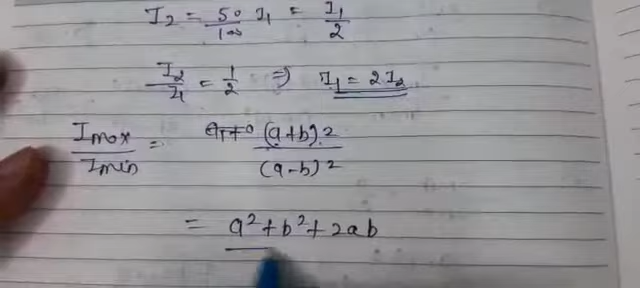 I₂ = 50/100 I₁ = I₁/2
I₂/I₁ = 1/2 ⇒ I₁ = 2I₂
Imax/Imin = (a+b)²/(a-b)²
= a²+b²+2ab